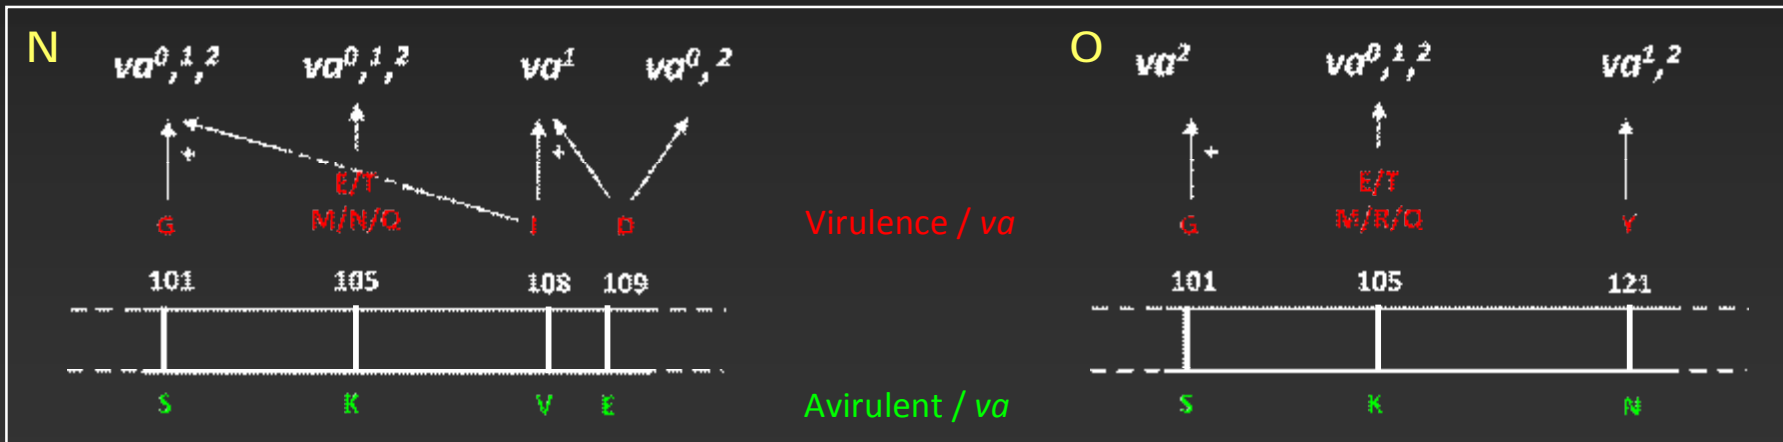 N
va⁰,¹,² va⁰,¹,² va¹ va⁰,²
+ +
E/T
G M/N/Q I D
101 105 108 109
S K V E
Virulence / va
Avirulent / va
O
va² va⁰,¹,² va¹,²
+
E/T
G M/R/Q Y
101 105 121
S K N